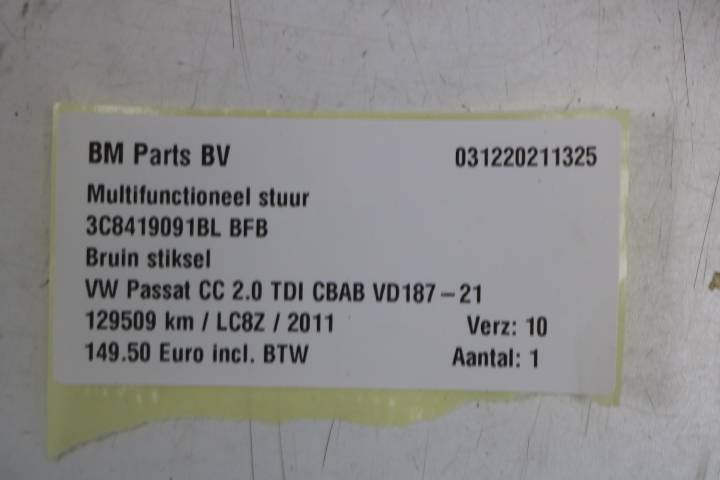 BM Parts BV 031220211325
Multifunctioneel stuur
3C8419091BL BFB
Bruin stiksel
VW Passat CC 2.0 TDI CBAB VD187-21
129509 km / LC8Z / 2011 Verz: 10
149.50 Euro incl. BTW Aantal: 1